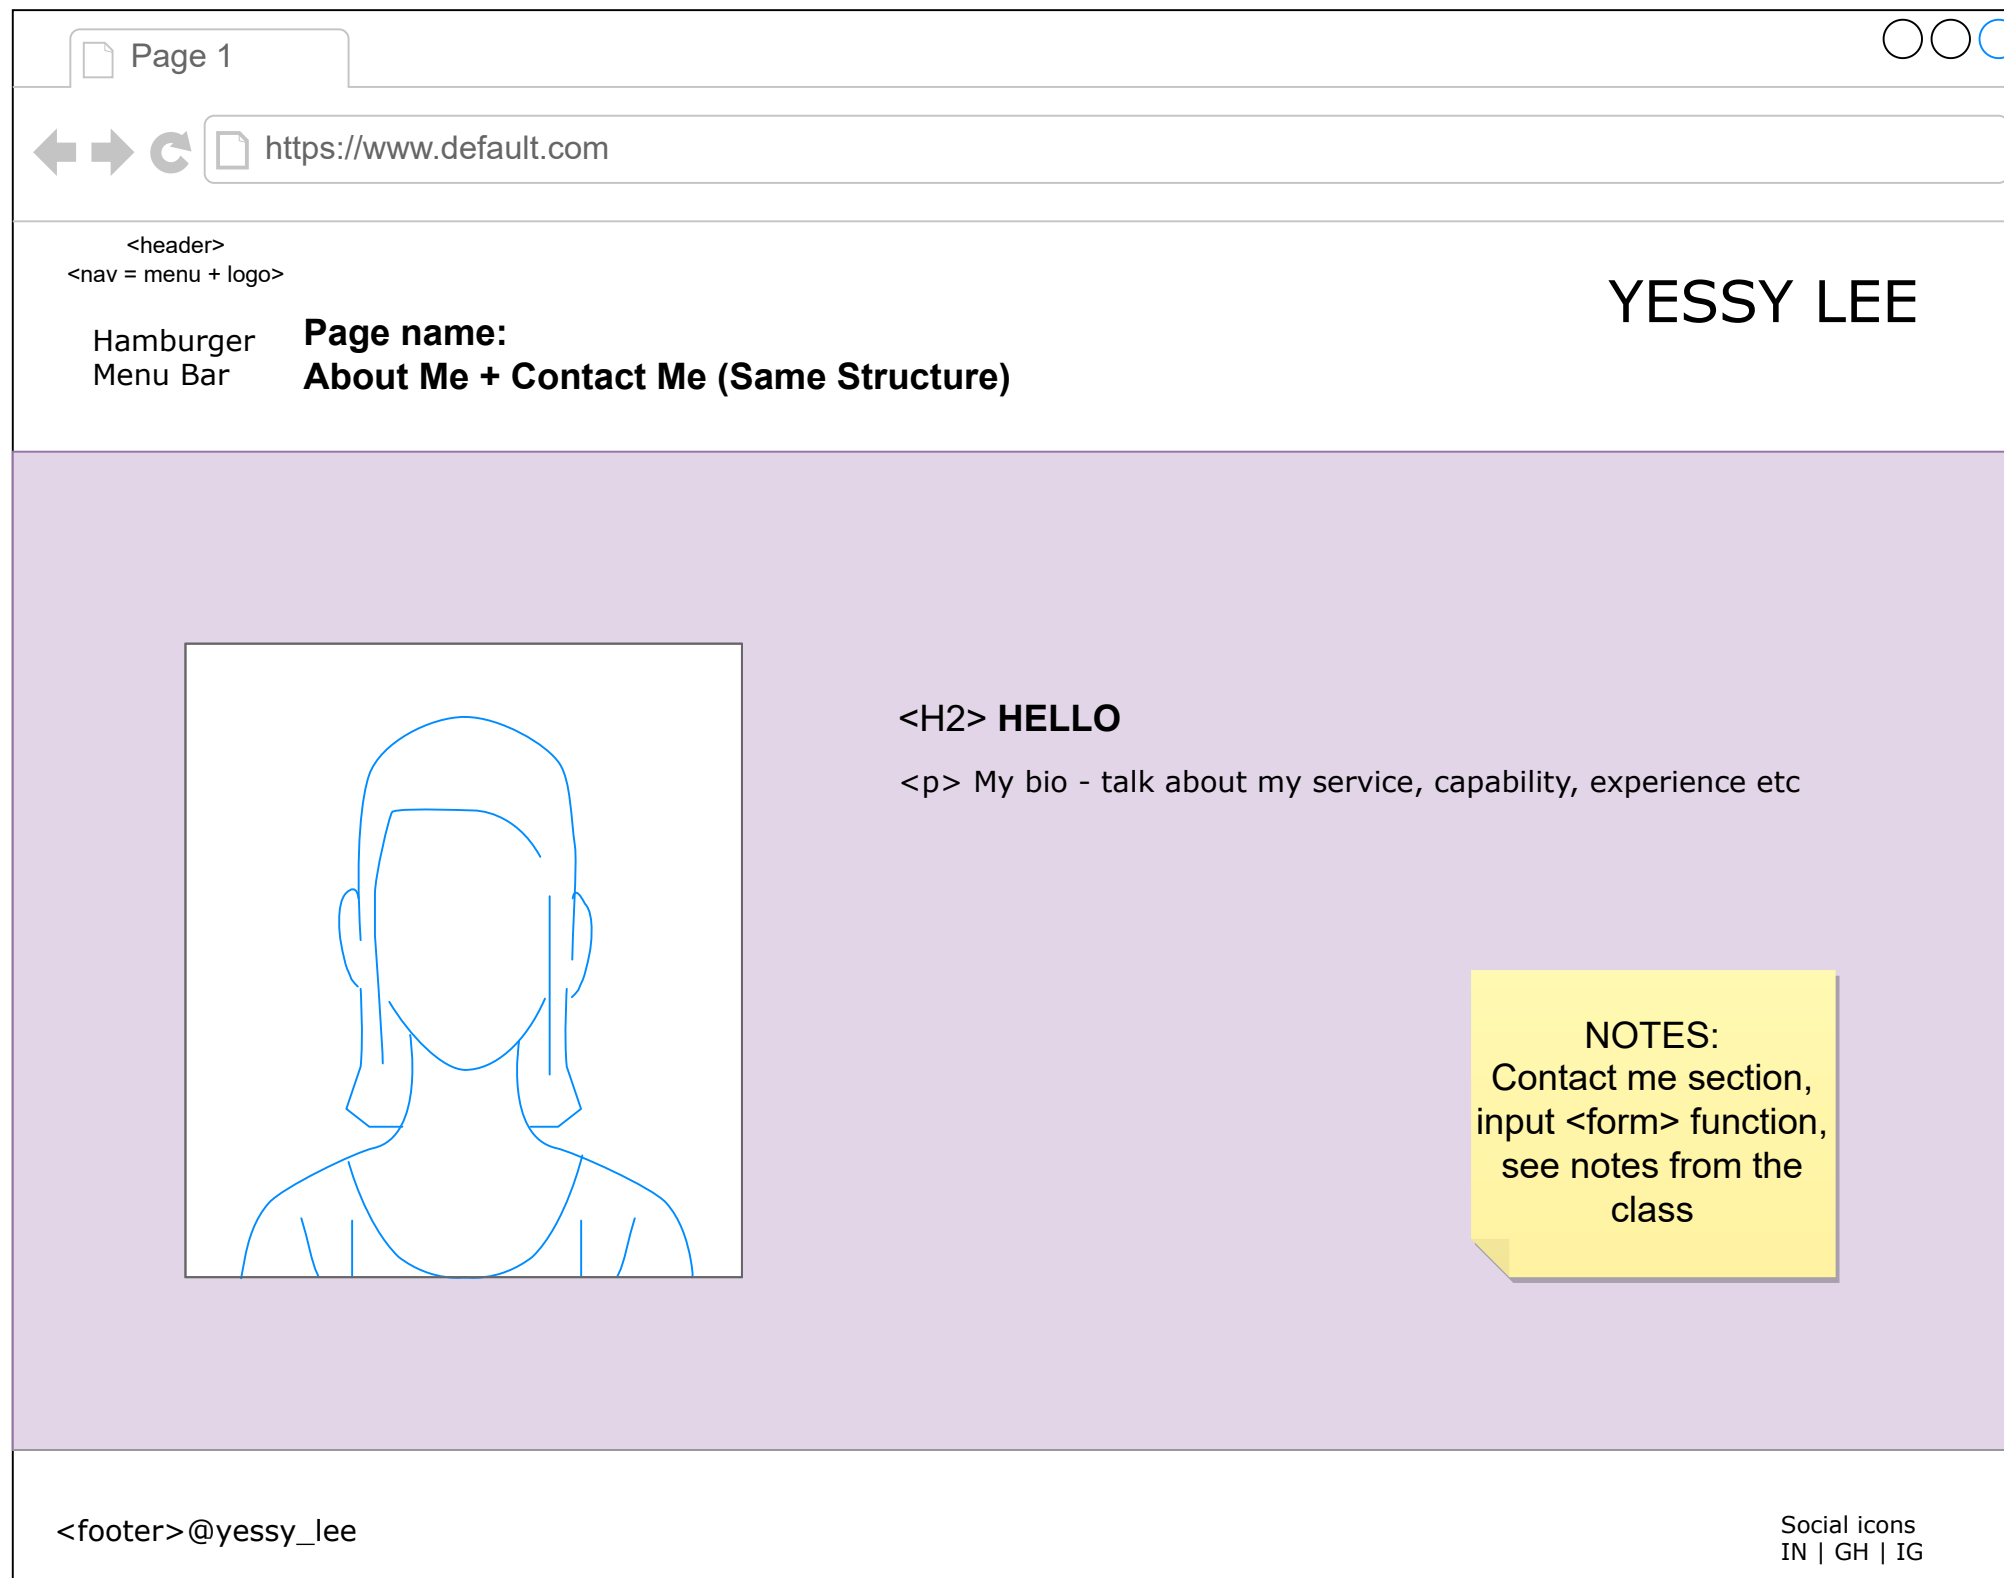 Page 1
https://www.default.com
<header>
<nav = menu + logo>
YESSY LEE
Hamburger
Menu Bar
Page name:
About Me + Contact Me (Same Structure)
<H2> HELLO
<p> My bio - talk about my service, capability, experience etc
NOTES:
Contact me section,
input <form> function,
see notes from the
class
<footer>@yessy_lee
Social icons
IN | GH | IG